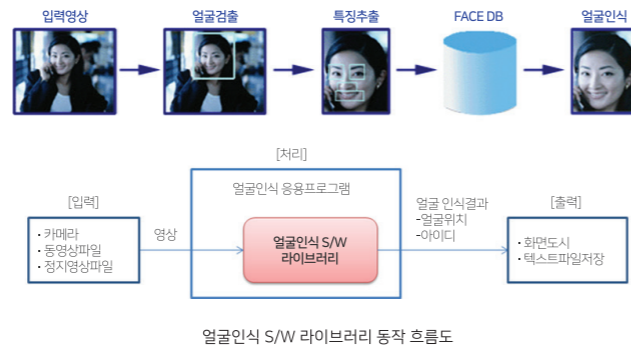 입력영상
얼굴검출
특징추출
FACE DB
얼굴인식
[처리]
[입력]
얼굴인식 응용프로그램
얼굴 인식결과
-얼굴위치
-아이디
[출력]
· 카메라
· 동영상파일
· 정지영상파일
영상
얼굴인식 S/W
라이브러리
· 화면도시
· 텍스트파일저장
얼굴인식 S/W 라이브러리 동작 흐름도